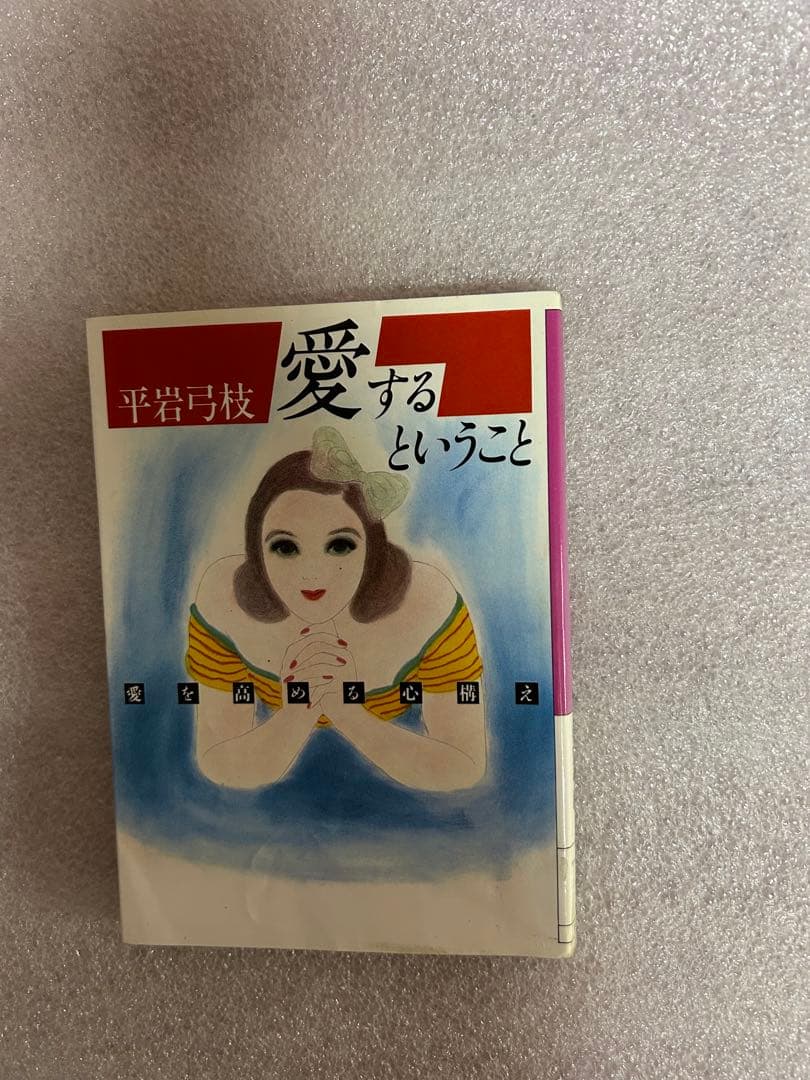 平岩弓枝
愛する
ということ
愛を高める心構え